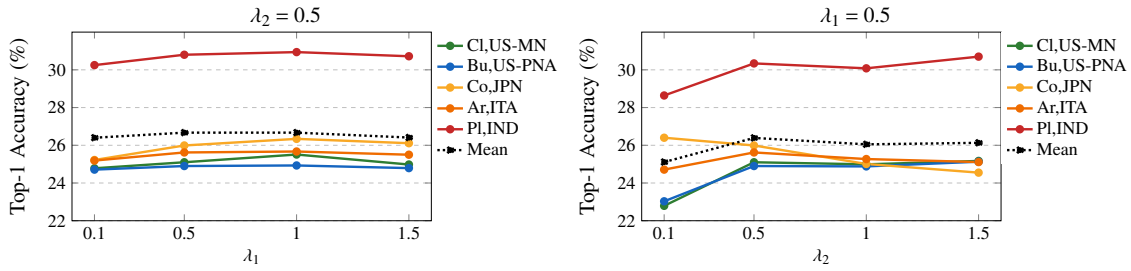 λ₂ = 0.5
Top-1 Accuracy (%)
30
28
26
24
22
0.1
0.5
1
1.5
λ₁
Cl,US-MN
Bu,US-PNA
Co,JPN
Ar,ITA
Pl,IND
Mean
λ₁ = 0.5
Top-1 Accuracy (%)
30
28
26
24
22
0.1
0.5
1
1.5
λ₂
Cl,US-MN
Bu,US-PNA
Co,JPN
Ar,ITA
Pl,IND
Mean